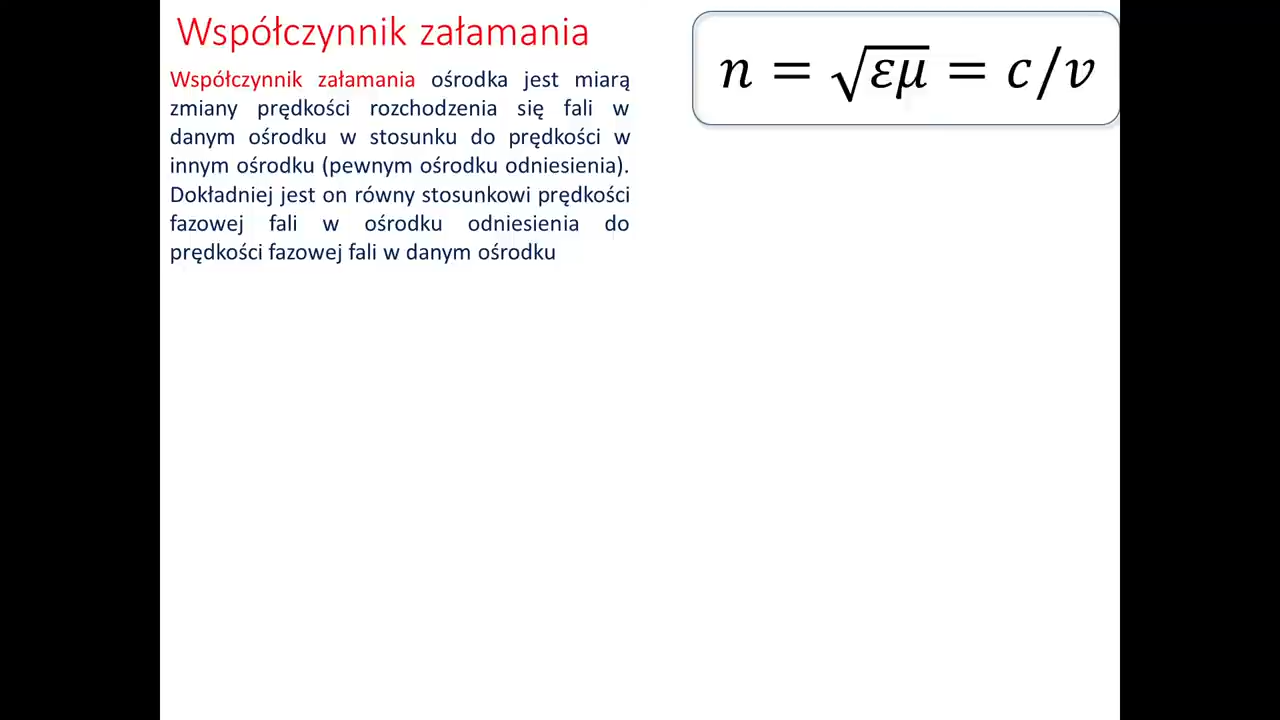 Współczynnik załamania
Współczynnik załamania ośrodka jest miarą
zmiany prędkości rozchodzenia się fali w
danym ośrodku w stosunku do prędkości w
innym ośrodku (pewnym ośrodku odniesienia).
Dokładniej jest on równy stosunkowi prędkości
fazowej fali w ośrodku odniesienia do
prędkości fazowej fali w danym ośrodku
n = √εμ = c/v